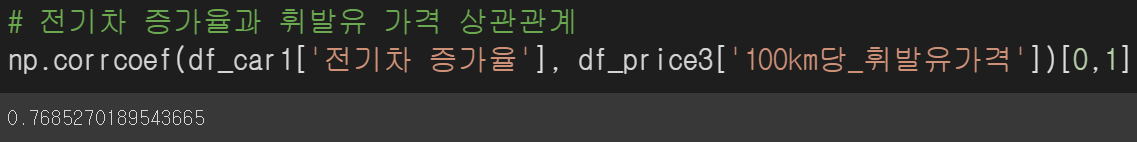 # 전기차 증가율과 휘발유 가격 상관관계
np.corrcoef(df_car1['전기차 증가율'], df_price3['100km당_휘발유가격'])[0,1]
0.7685270189543665